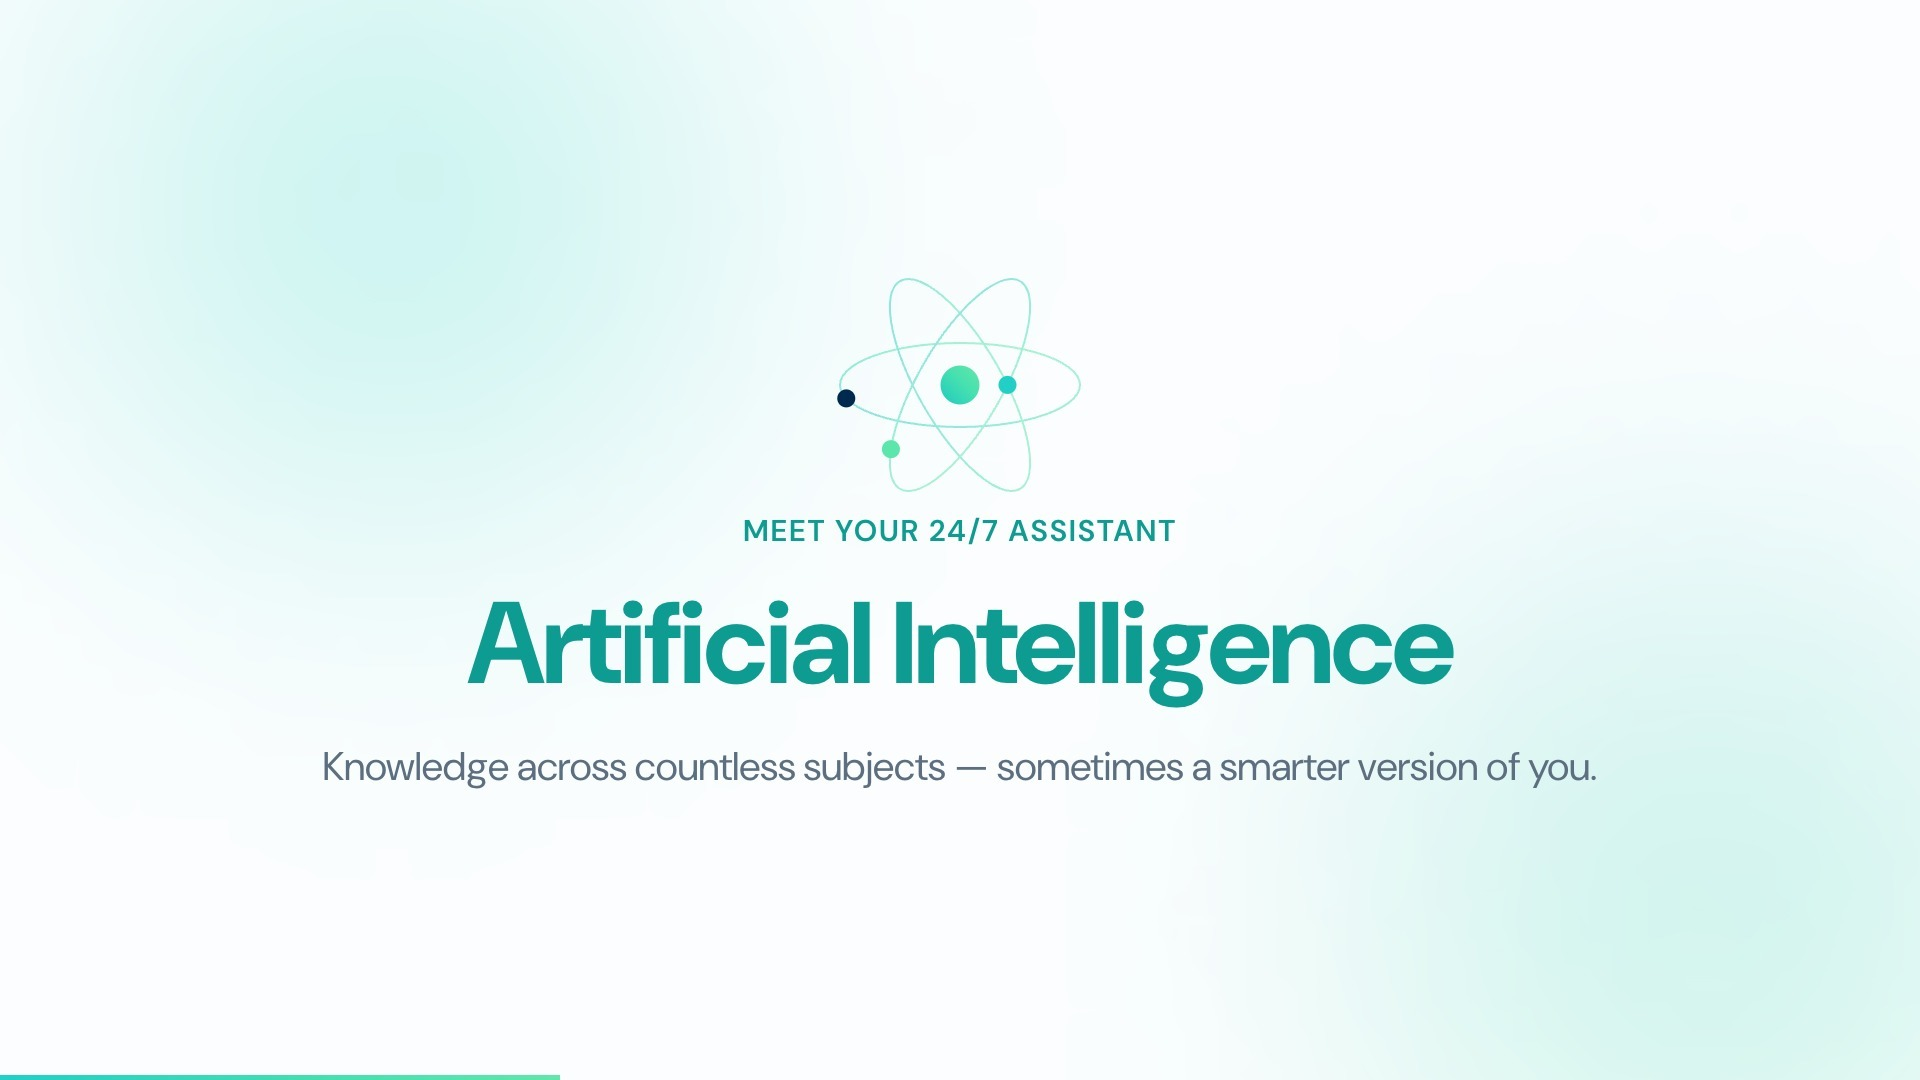 MEET YOUR 24/7 ASSISTANT
Artificial Intelligence
Knowledge across countless subjects — sometimes a smarter version of you.